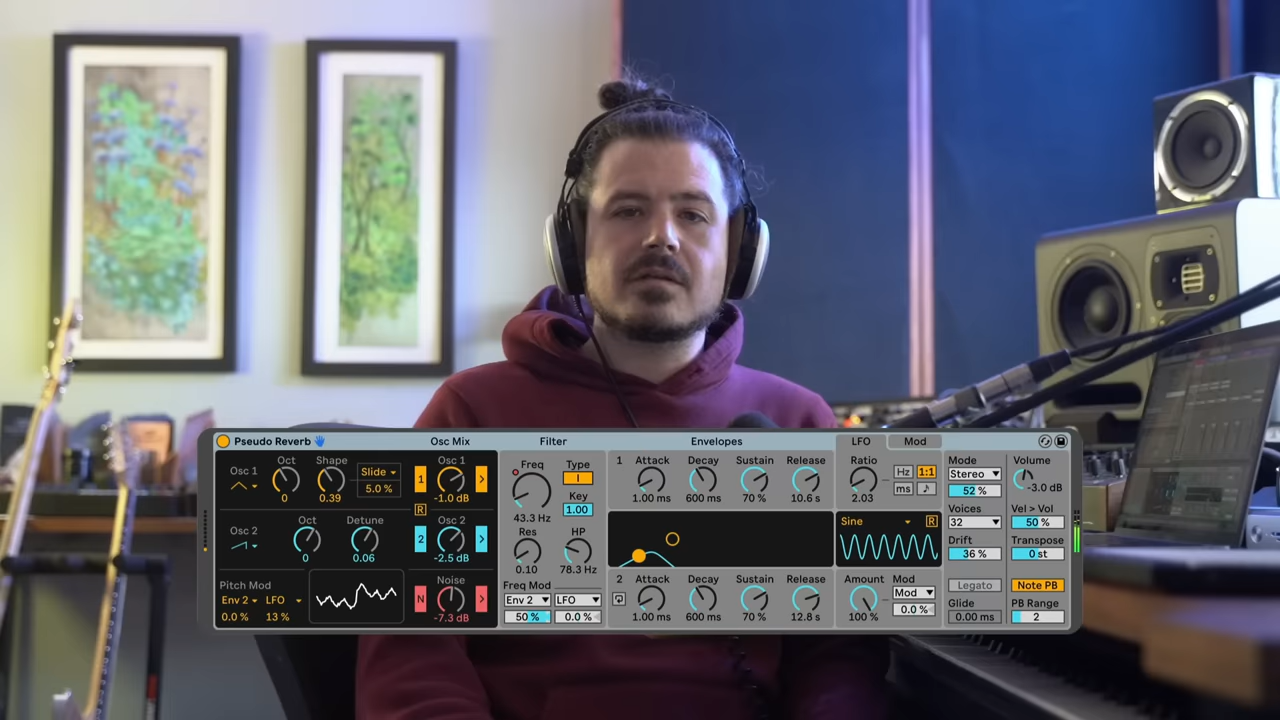 Pseudo Reverb
Osc Mix
Filter
Envelopes
LFO
Mod
Osc 1
Oct
0
Shape
0.39
Slide
5.0 %
1
Osc 1
-1.0 dB
R
Osc 2
Oct
0
Detune
0.06
2
Osc 2
-2.5 dB
Pitch Mod
Env 2
LFO
0.0 %
13 %
N
Noise
-7.3 dB
Freq
43.3 Hz
Type
I
Key
1.00
Res
0.10
HP
78.3 Hz
Freq Mod
Env 2
LFO
50 %
0.0 %
1
Attack
1.00 ms
Decay
600 ms
Sustain
70 %
Release
10.6 s
2
Attack
1.00 ms
Decay
600 ms
Sustain
70 %
Release
12.8 s
Ratio
2.03
Hz
1:1
ms
Sine
R
Amount
100 %
Mod
Mod
0.0 %
Mode
Stereo
52 %
Voices
32
Drift
36 %
Legato
Glide
0.00 ms
Volume
-3.0 dB
Vel > Vol
50 %
Transpose
0 st
Note PB
PB Range
2